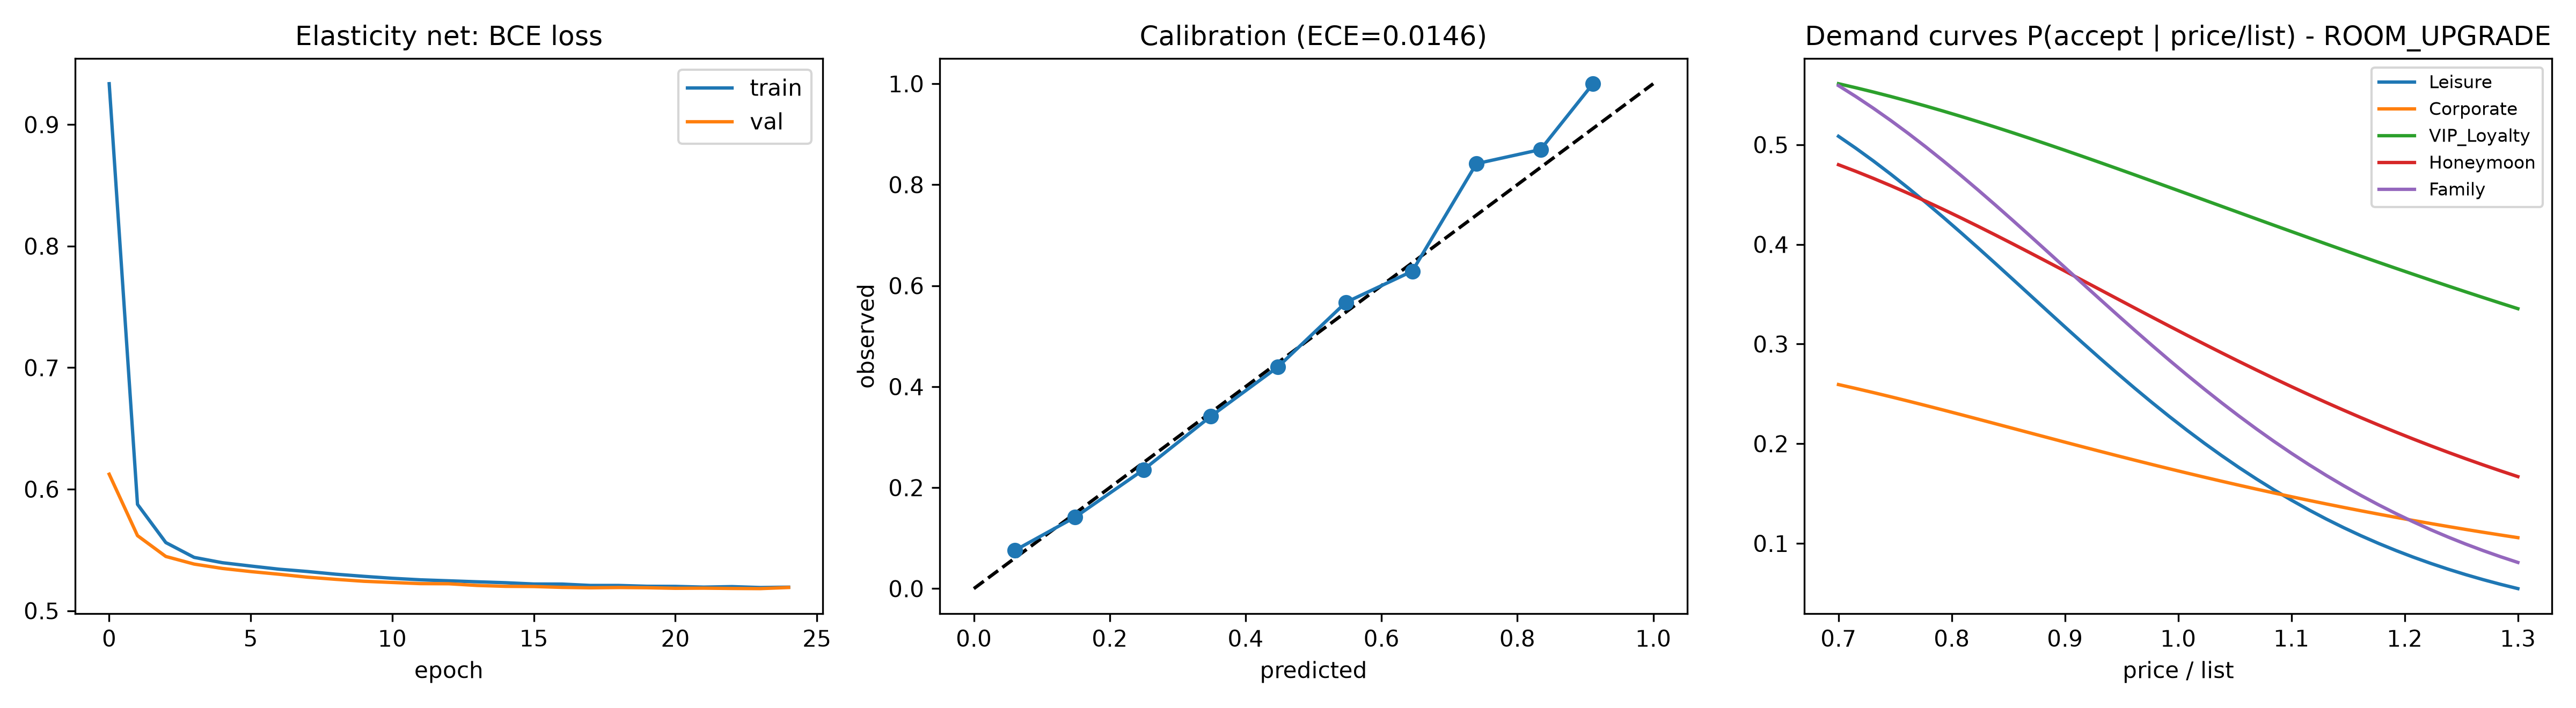 Elasticity net: BCE loss
train
val
0.9
0.8
0.7
0.6
0.5
0 5 10 15 20 25
epoch
Calibration (ECE=0.0146)
observed
1.0
0.8
0.6
0.4
0.2
0.0
0.0 0.2 0.4 0.6 0.8 1.0
predicted
Demand curves P(accept | price/list) - ROOM_UPGRADE
Leisure
Corporate
VIP_Loyalty
Honeymoon
Family
0.5
0.4
0.3
0.2
0.1
0.7 0.8 0.9 1.0 1.1 1.2 1.3
price / list